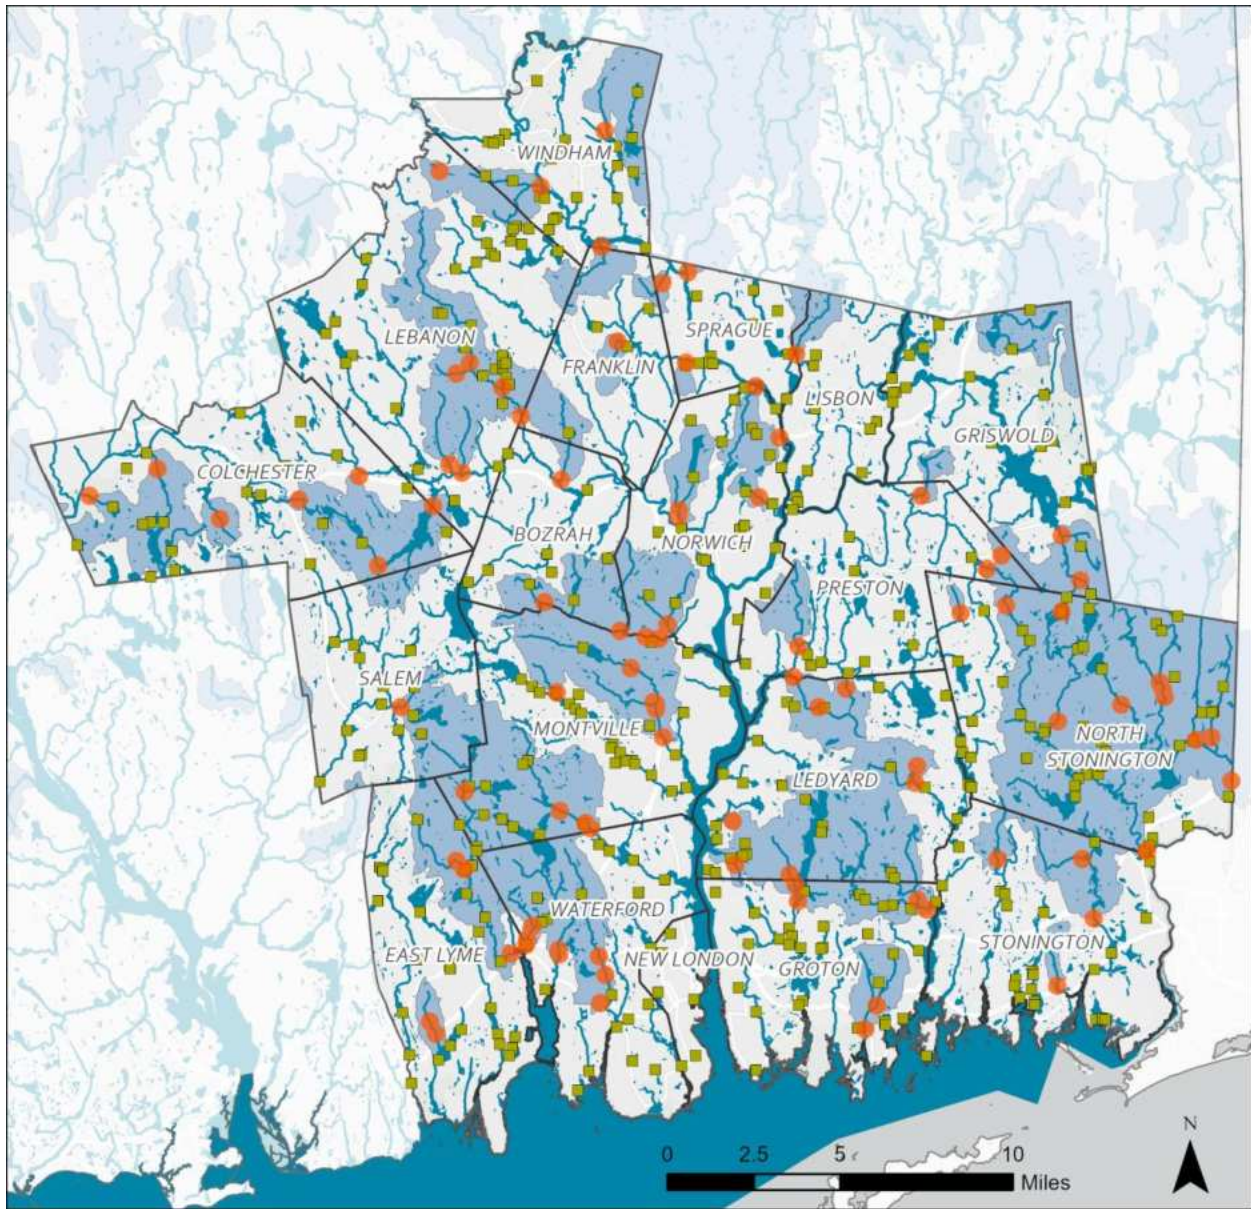 WINDHAM
LEBANON
SPRAGUE
FRANKLIN
LISBON
GRISWOLD
COLCHESTER
BOZRAH
NORWICH
PRESTON
SALEM
MONTVILLE
NORTH
STONINGTON
LEDYARD
WATERFORD
EAST LYME
NEW LONDON
GROTON
STONINGTON
N
0 2.5 5 10
Miles